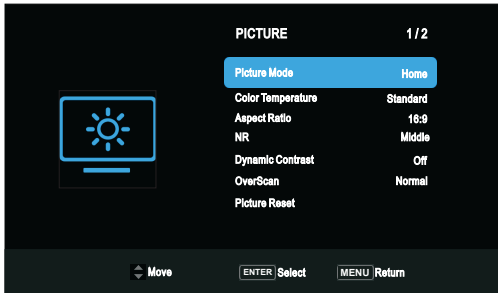 PICTURE 1/2
Picture Mode Home
Color Temperature Standard
Aspect Ratio 16:9
NR Middle
Dynamic Contrast Off
OverScan Normal
Picture Reset
Move ENTER Select MENU Return